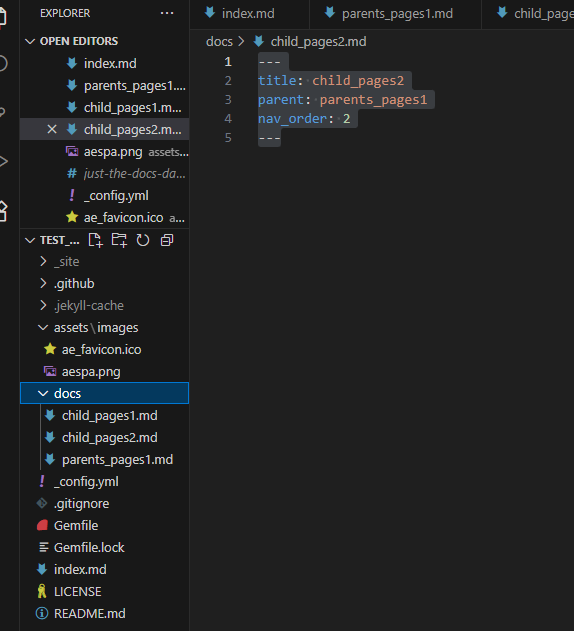 EXPLORER ···
OPEN EDITORS
index.md
parents_pages1....
child_pages1.m...
child_pages2.m...
aespa.png assets...
just-the-docs-da...
_config.yml
ae_favicon.ico a...
TEST_...
_site
.github
.jekyll-cache
assets\images
ae_favicon.ico
aespa.png
docs
child_pages1.md
child_pages2.md
parents_pages1.md
_config.yml
.gitignore
Gemfile
Gemfile.lock
index.md
LICENSE
README.md
index.md parents_pages1.md child_page
docs > child_pages2.md
1 ---
2 title: child_pages2
3 parent: parents_pages1
4 nav_order: 2
5 ---